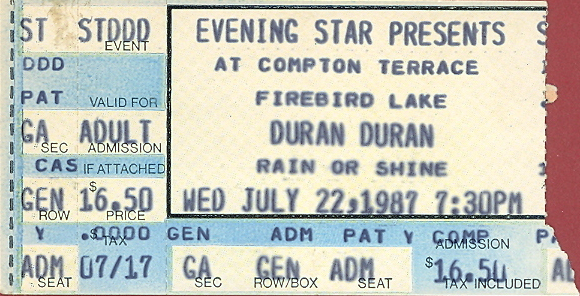 ST STDDD EVENING STAR PRESENTS S
EVENT
DDD AT COMPTON TERRACE
PAT VALID FOR FIREBIRD LAKE
GA ADULT DURAN DURAN
SEC ADMISSION
CAS IF ATTACHED RAIN OR SHINE
GEN $16.50 WED JULY 22,1987 7:30PM
ROW PRICE
Y $.0000 GEN ADM PAT Y COMP PA
TAX ADMISSION
ADM 07/17 GA GEN ADM $16.50 A
SEAT SEC ROW/BOX SEAT TAX INCLUDED